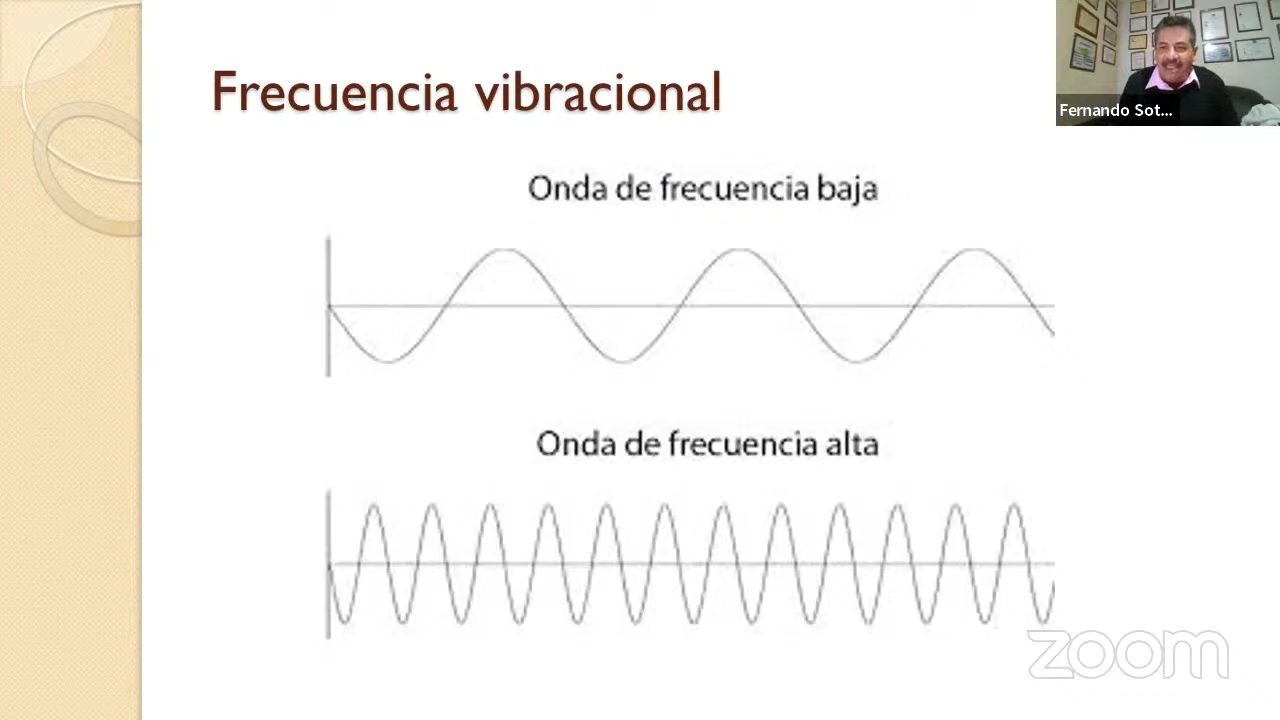 Frecuencia vibracional
Fernando Sot...
Onda de frecuencia baja
Onda de frecuencia alta
zoom